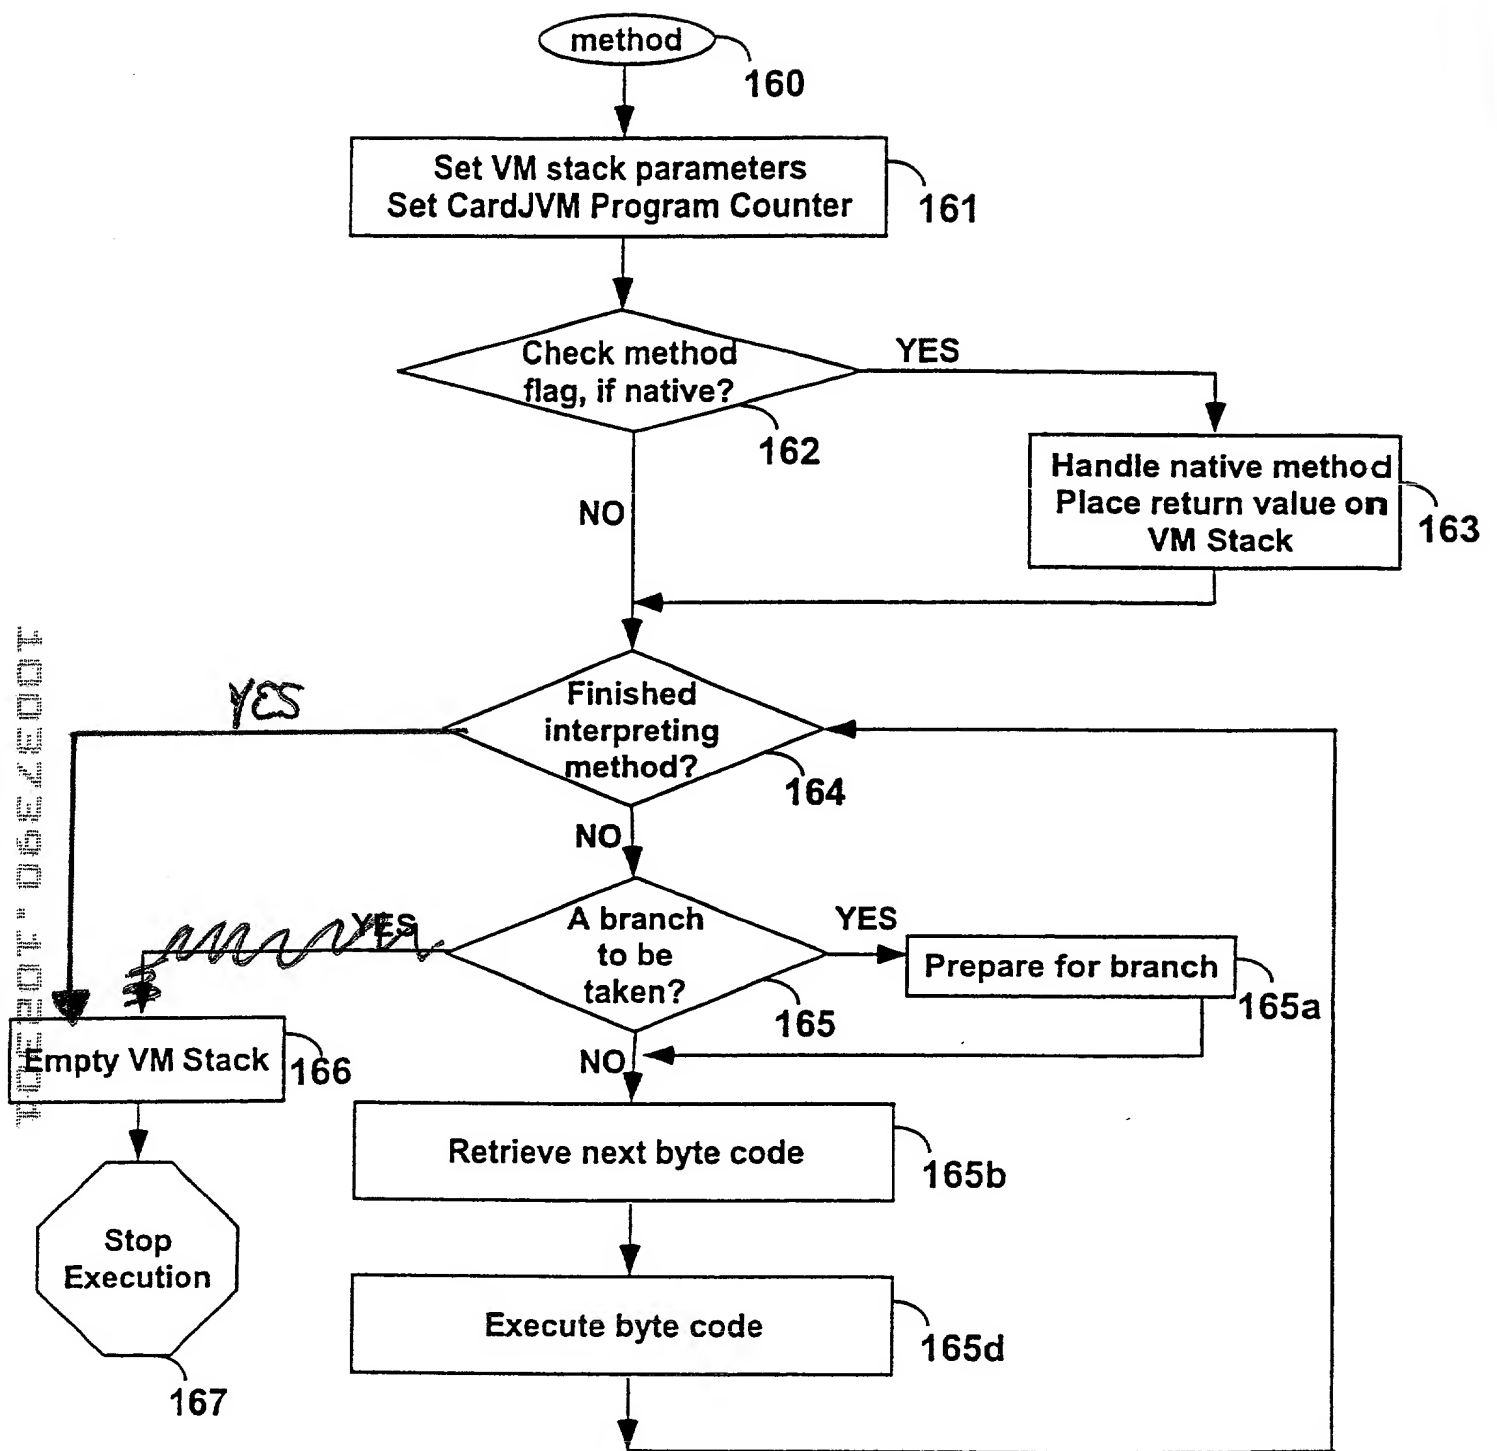 method
160
Set VM stack parameters
Set CardJVM Program Counter
161
Check method
flag, if native?
162
YES
Handle native method
Place return value on
VM Stack
163
NO
YES
Finished
interpreting
method?
164
NO
YES
A branch
to be
taken?
165
YES
Prepare for branch
165a
NO
Empty VM Stack
166
Retrieve next byte code
165b
Stop
Execution
167
Execute byte code
165d